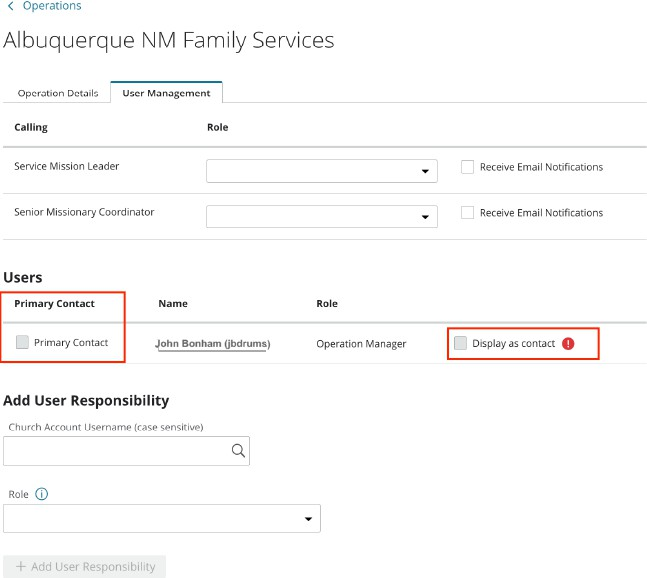 Operations
Albuquerque NM Family Services
Operation Details User Management
Calling Role
Service Mission Leader Receive Email Notifications
Senior Missionary Coordinator Receive Email Notifications
Users
Primary Contact Name Role
Primary Contact John Bonham (jbdrums) Operation Manager Display as contact !
Add User Responsibility
Church Account Username (case sensitive)
Role i
+ Add User Responsibility